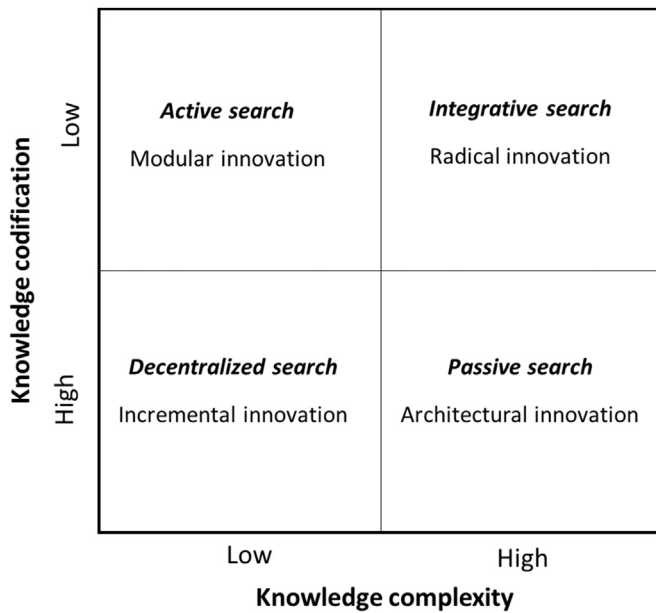 Knowledge codification
Low
High
Active search
Modular innovation
Integrative search
Radical innovation
Decentralized search
Incremental innovation
Passive search
Architectural innovation
Low
High
Knowledge complexity